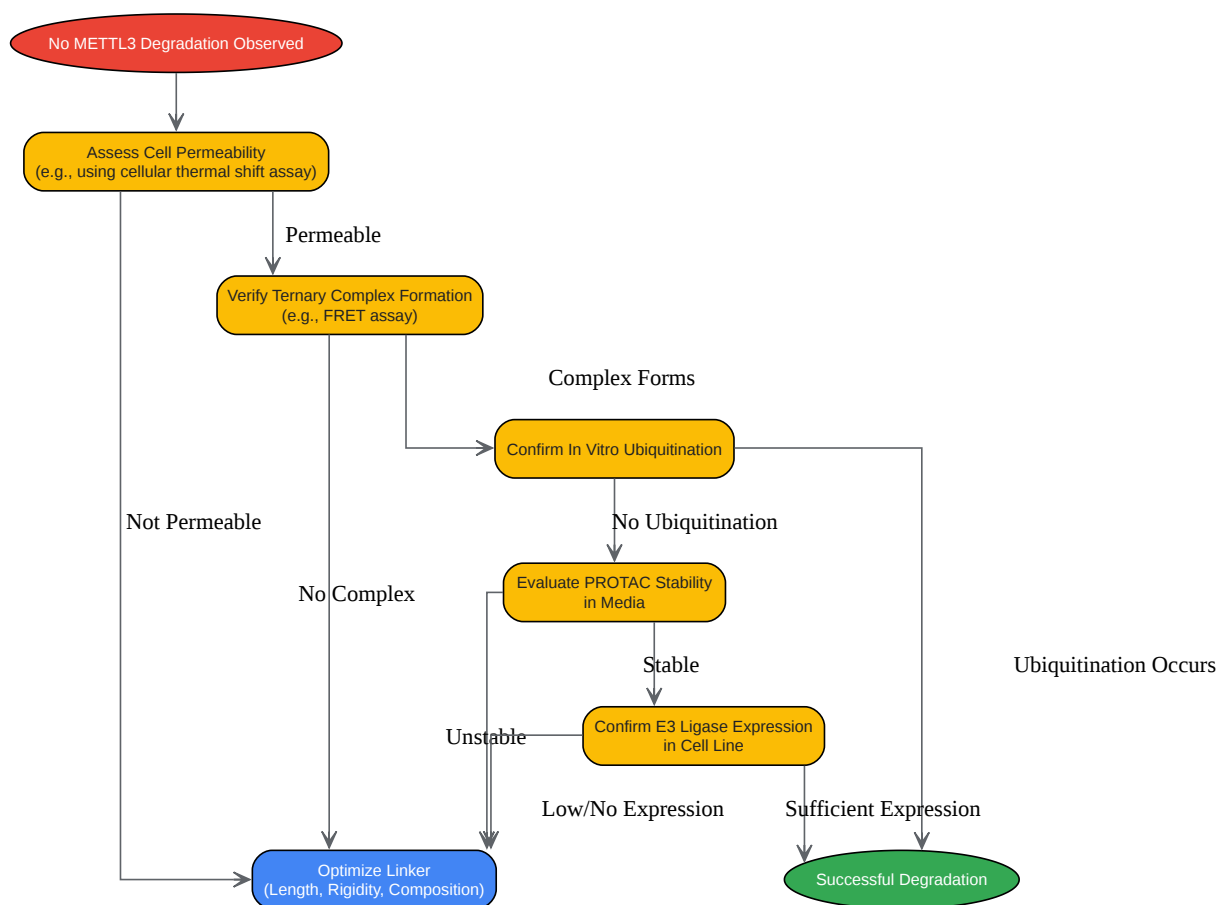 No METTL3 Degradation Observed
Assess Cell Permeability
(e.g., using cellular thermal shift assay)
Permeable
Verify Ternary Complex Formation
(e.g., FRET assay)
Complex Forms
Confirm In Vitro Ubiquitination
Not Permeable
No Ubiquitination
Evaluate PROTAC Stability
in Media
No Complex
Stable
Ubiquitination Occurs
Confirm E3 Ligase Expression
in Cell Line
Unstable
Low/No Expression
Sufficient Expression
Optimize Linker
(Length, Rigidity, Composition)
Successful Degradation